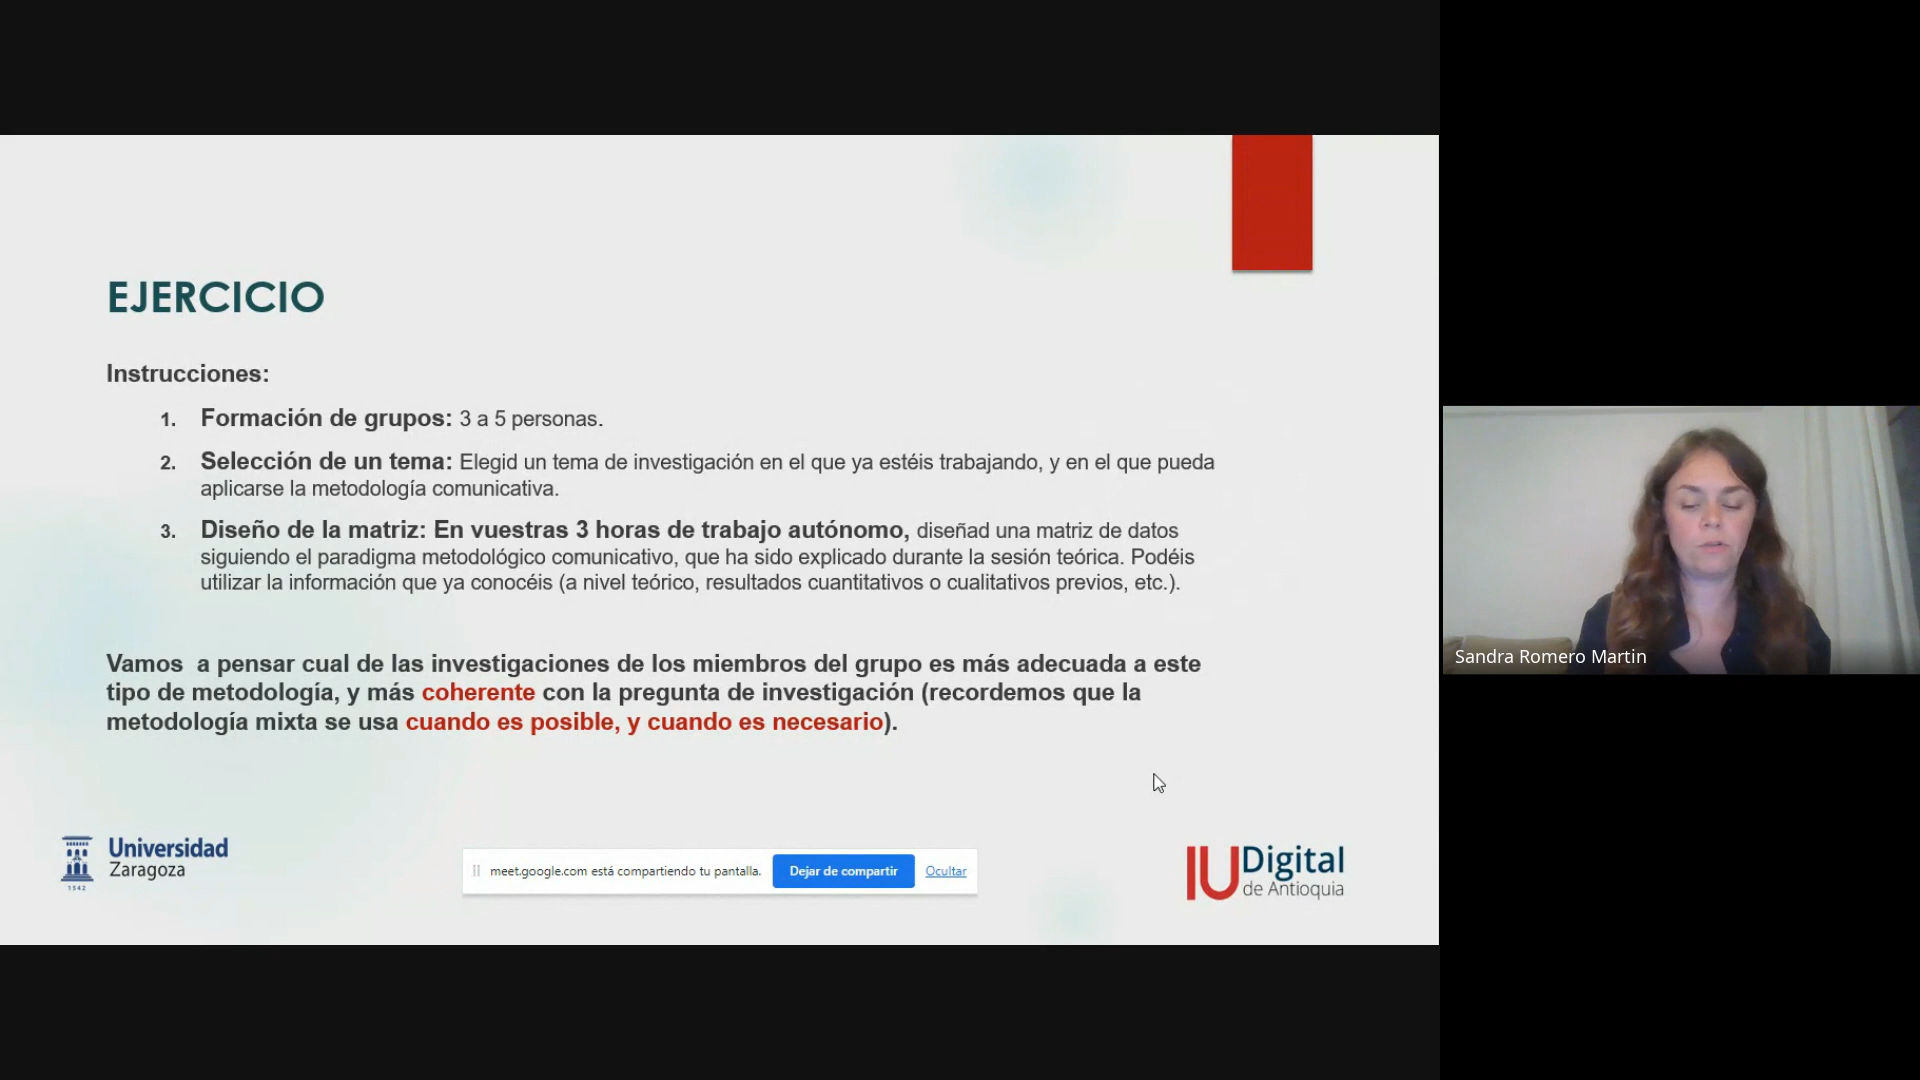 EJERCICIO
Instrucciones:
1. Formación de grupos: 3 a 5 personas.
2. Selección de un tema: Elegid un tema de investigación en el que ya estéis trabajando, y en el que pueda
aplicarse la metodología comunicativa.
3. Diseño de la matriz: En vuestras 3 horas de trabajo autónomo, diseñad una matriz de datos
siguiendo el paradigma metodológico comunicativo, que ha sido explicado durante la sesión teórica. Podéis
utilizar la información que ya conocéis (a nivel teórico, resultados cuantitativos o cualitativos previos, etc.).
Vamos a pensar cual de las investigaciones de los miembros del grupo es más adecuada a este
tipo de metodología, y más coherente con la pregunta de investigación (recordemos que la
metodología mixta se usa cuando es posible, y cuando es necesario).
Universidad
Zaragoza
1542
meet.google.com está compartiendo tu pantalla. Dejar de compartir Ocultar
IU Digital
de Antioquia
Sandra Romero Martin